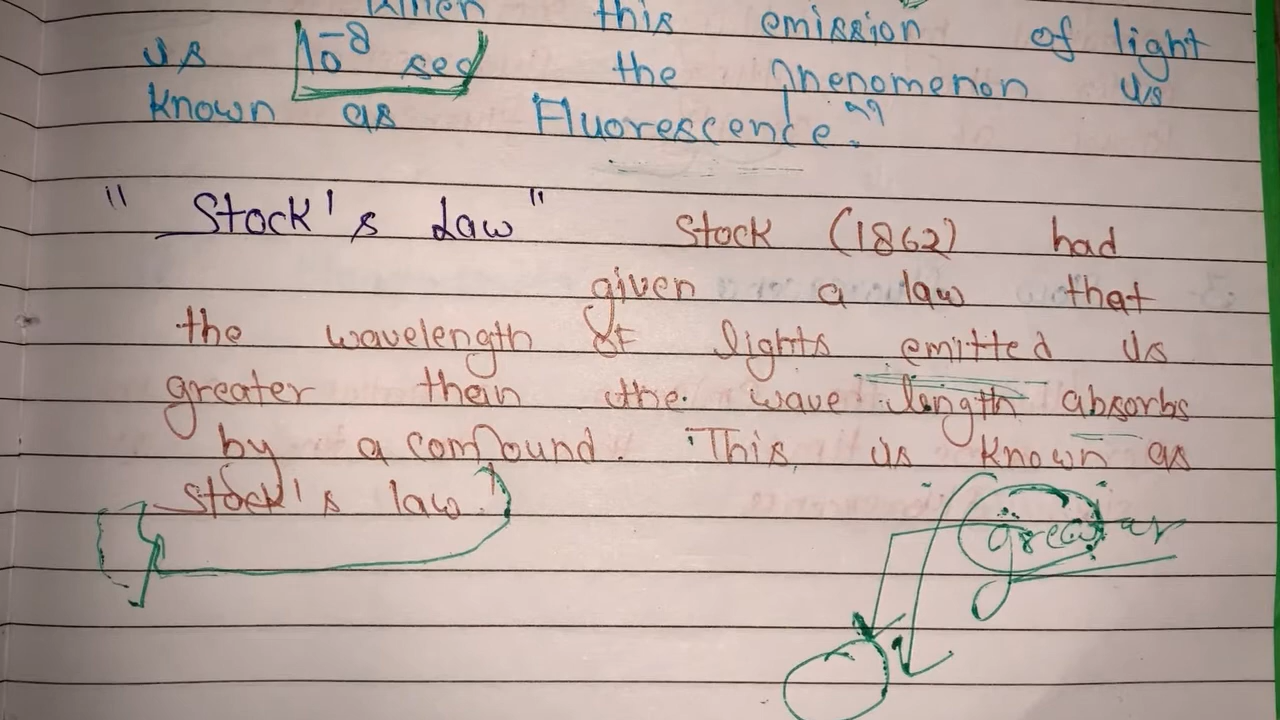 When this emission of light
is 10⁻⁸ sec the phenomenon is
known as Fluorescence."
" Stock's Law " Stock (1862) had
given a law that
the wavelength of lights emitted is
greater than the wave length absorbs
by a compound. This is known as
Stock's law."
greater